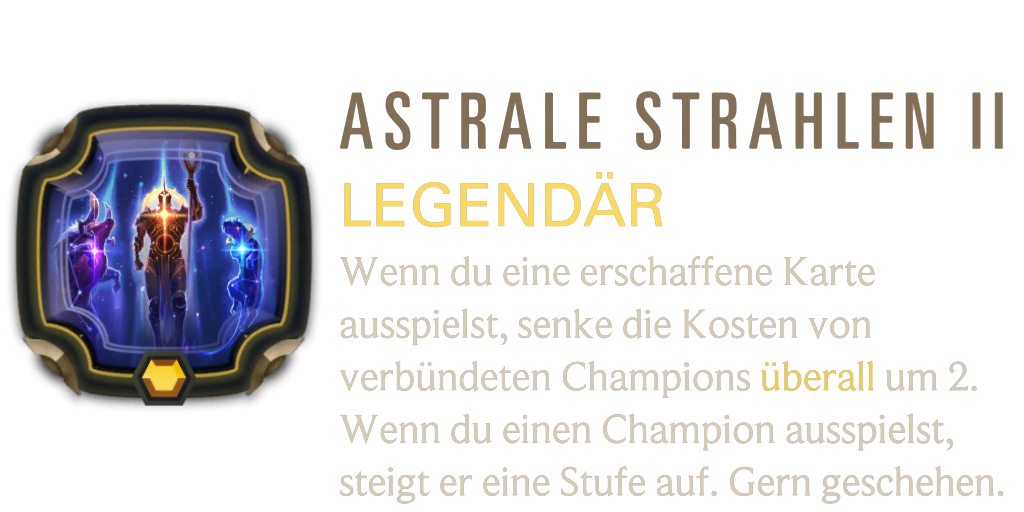 ASTRALE STRAHLEN II
LEGENDÄR
Wenn du eine erschaffene Karte
ausspielst, senke die Kosten von
verbündeten Champions überall um 2.
Wenn du einen Champion ausspielst,
steigt er eine Stufe auf. Gern geschehen.